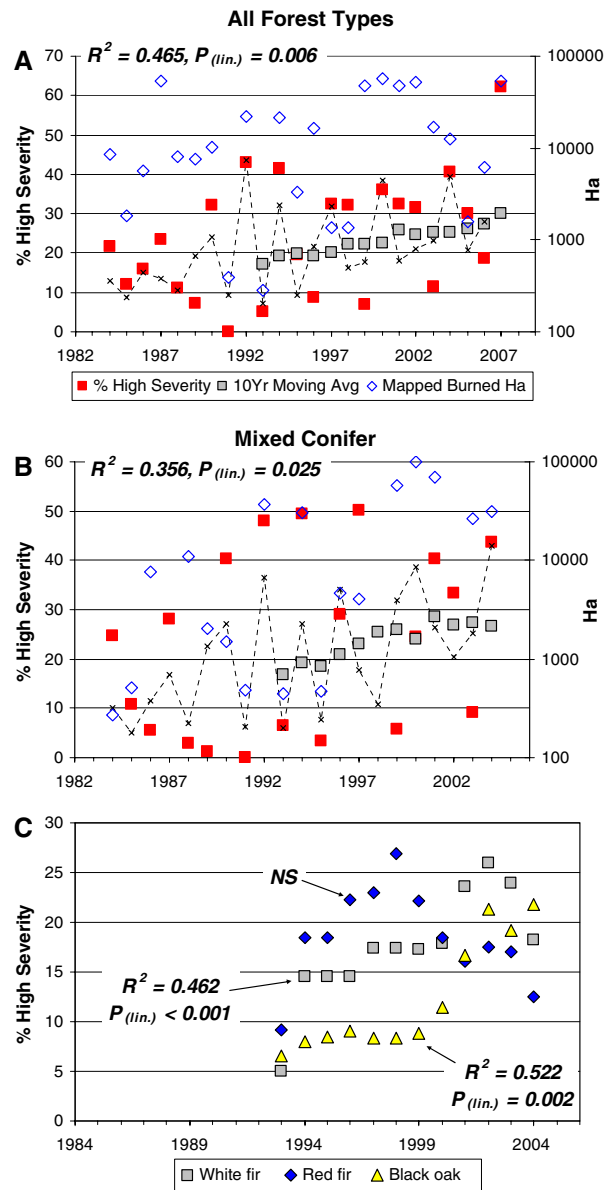 All Forest Types
A
R² = 0.465, P (lin.) = 0.006
70
60
50
40
30
20
10
0
% High Severity
100000
10000
1000
100
Ha
1982 1987 1992 1997 2002 2007
% High Severity 10Yr Moving Avg Mapped Burned Ha
Mixed Conifer
B
R² = 0.356, P (lin.) = 0.025
60
50
40
30
20
10
0
% High Severity
100000
10000
1000
100
Ha
1982 1987 1992 1997 2002
C
30
25
20
15
10
5
0
% High Severity
NS
R² = 0.462
P (lin.) < 0.001
R² = 0.522
P (lin.) = 0.002
1984 1989 1994 1999 2004
White fir Red fir Black oak